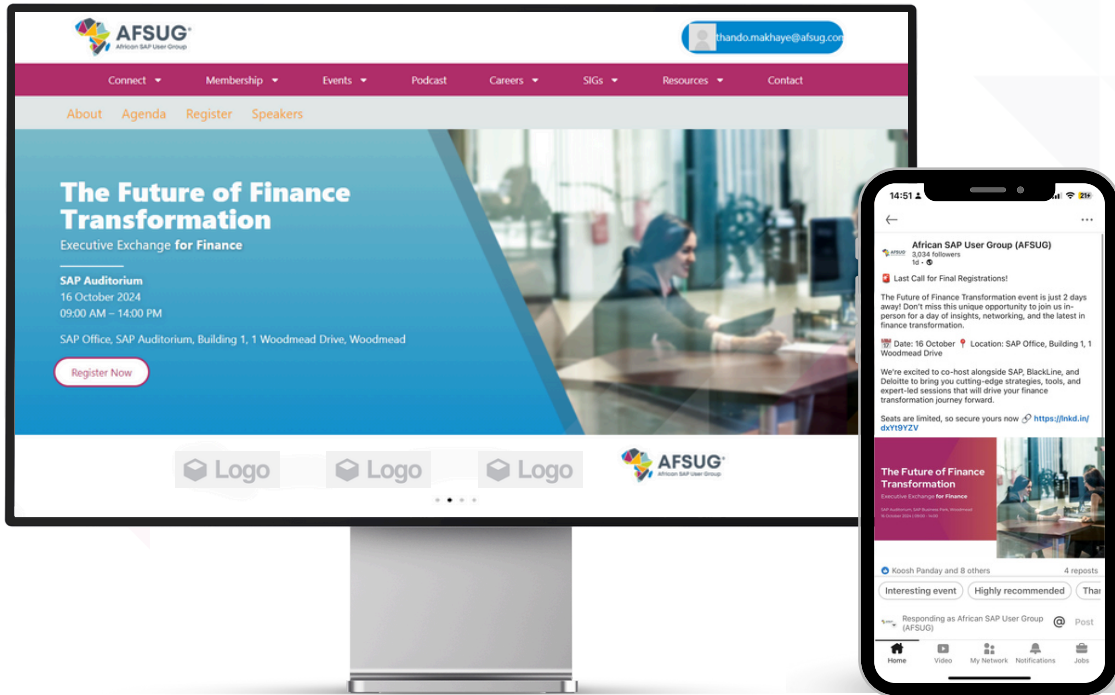 AFSUG
African SAP User Group
thando.makhaye@afsug.com
Connect
Membership
Events
Podcast
Careers
SIGs
Resources
Contact
About
Agenda
Register
Speakers
The Future of Finance
Transformation
Executive Exchange for Finance
SAP Auditorium
16 October 2024
09:00 AM – 14:00 PM
SAP Office, SAP Auditorium, Building 1, 1 Woodmead Drive, Woodmead
Register Now
Logo
Logo
Logo
AFSUG
African SAP User Group
14:51
African SAP User Group (AFSUG)
3,034 followers
1d
🚨 Last Call for Final Registrations!
The Future of Finance Transformation event is just 2 days
away! Don't miss this unique opportunity to join us in-
person for a day of insights, networking, and the latest in
finance transformation.
📅 Date: 16 October 📍 Location: SAP Office, Building 1, 1
Woodmead Drive
We're excited to co-host alongside SAP, BlackLine, and
Deloitte to bring you cutting-edge strategies, tools, and
expert-led sessions that will drive your finance
transformation journey forward.
Seats are limited, so secure yours now 🔗 https://lnkd.in/
dxYt9YZV
The Future of Finance
Transformation
Executive Exchange for Finance
SAP Auditorium, SAP Business Park, Woodmead
Koosh Panday and 8 others
4 reposts
Interesting event
Highly recommended
Responding as African SAP User Group
(AFSUG)
@
Post
Home
Video
My Network
Notifications
Jobs